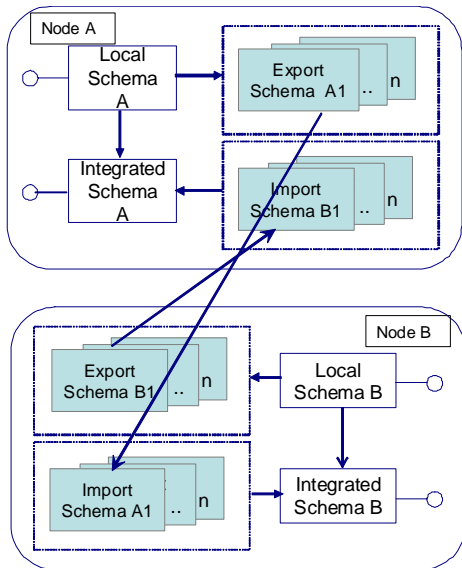 Node A
Local
Schema
A
Export
Schema A1
..
n
Integrated
Schema
A
Import
Schema B1
..
n
Node B
Export
Schema B1
..
n
Local
Schema B
Import
Schema A1
..
n
Integrated
Schema B